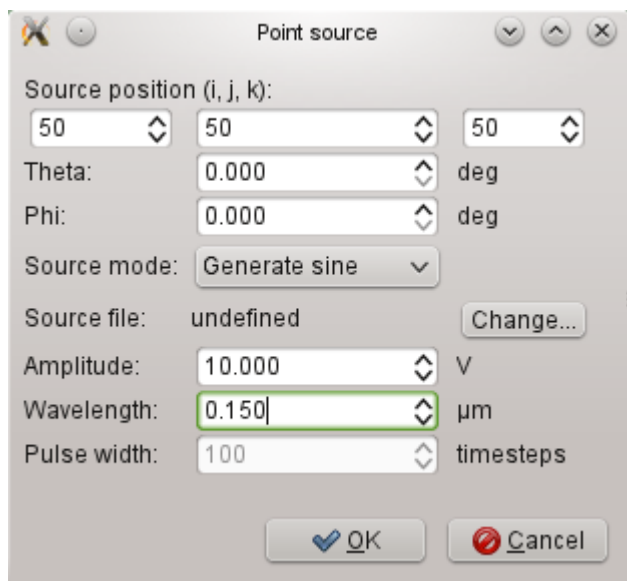 Point source
Source position (i, j, k):
50 50 50
Theta: 0.000 deg
Phi: 0.000 deg
Source mode: Generate sine
Source file: undefined Change...
Amplitude: 10.000 V
Wavelength: 0.150 µm
Pulse width: 100 timesteps
OK Cancel